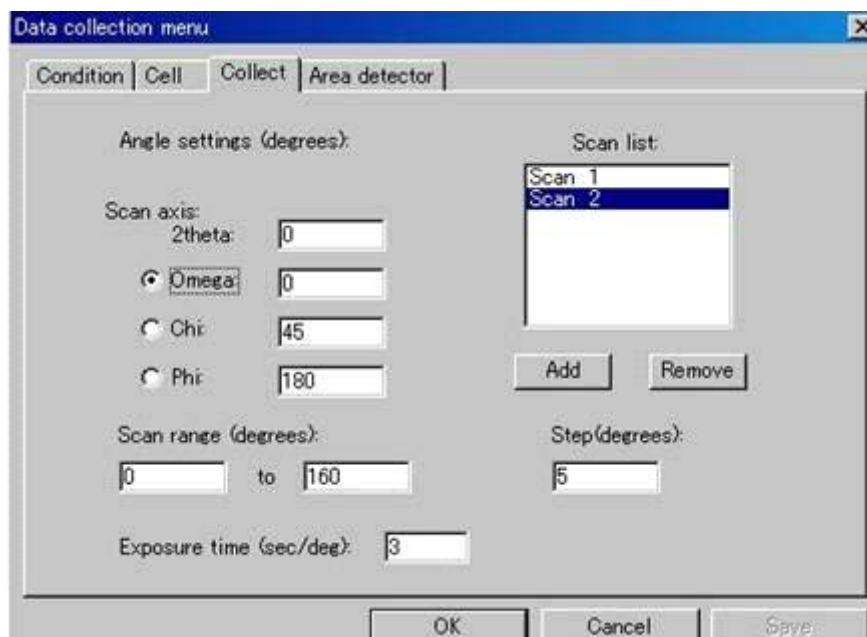 Data collection menu
Condition Cell Collect Area detector
Angle settings (degrees):
Scan list:
Scan 1
Scan 2
Scan axis:
2theta: 0
Omega: 0
Chi: 45
Phi: 180
Add Remove
Scan range (degrees):
Step(degrees):
0 to 160
5
Exposure time (sec/deg): 3
OK Cancel Save